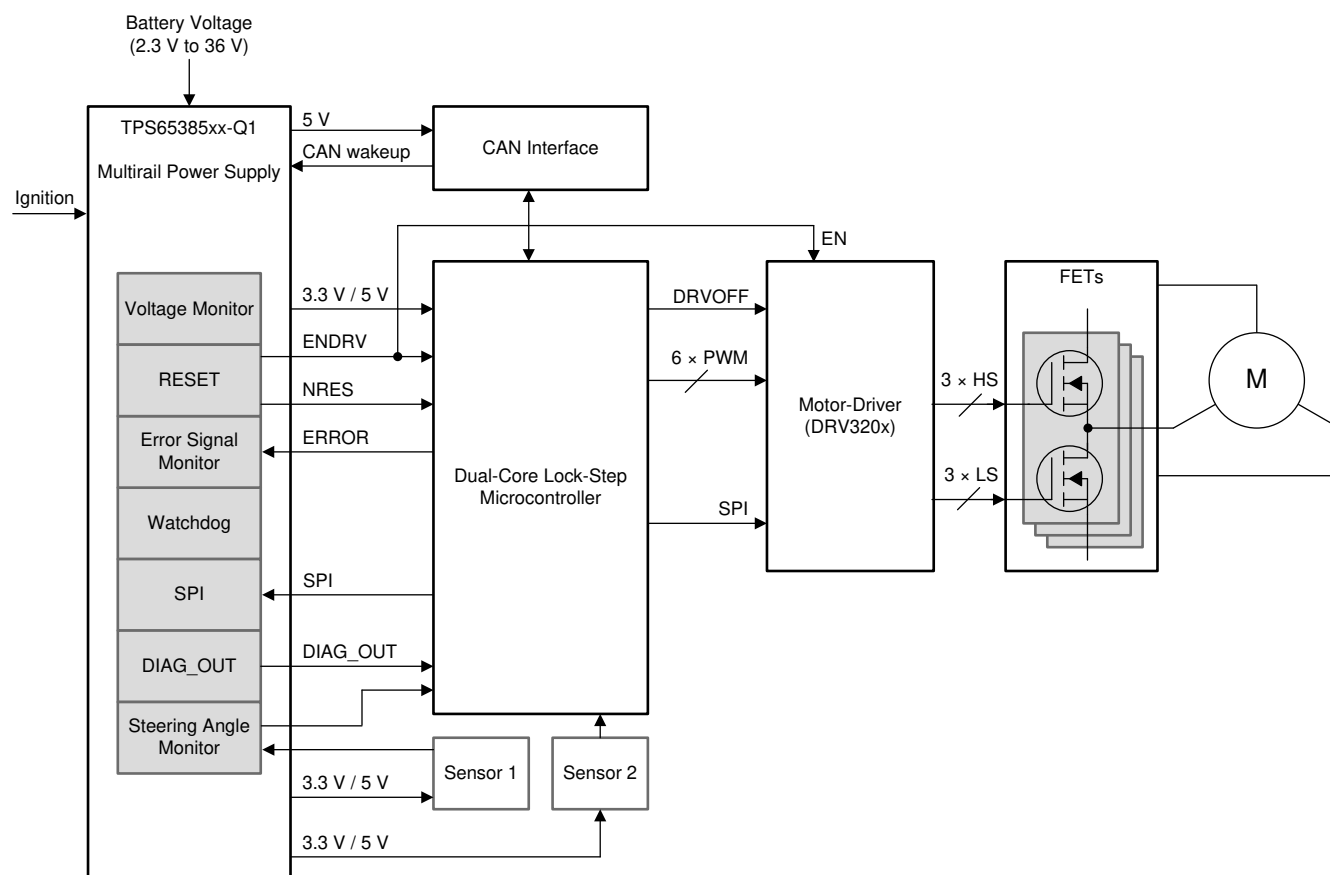 Battery Voltage
(2.3 V to 36 V)
TPS65385xx-Q1
Multirail Power Supply
Ignition
5 V
CAN wakeup
CAN Interface
EN
Voltage Monitor
RESET
Error Signal
Monitor
Watchdog
SPI
DIAG_OUT
Steering Angle
Monitor
3.3 V / 5 V
ENDRV
NRES
ERROR
SPI
DIAG_OUT
3.3 V / 5 V
3.3 V / 5 V
Dual-Core Lock-Step
Microcontroller
Sensor 1
Sensor 2
DRVOFF
6 × PWM
SPI
Motor-Driver
(DRV320x)
3 × HS
3 × LS
FETs
M